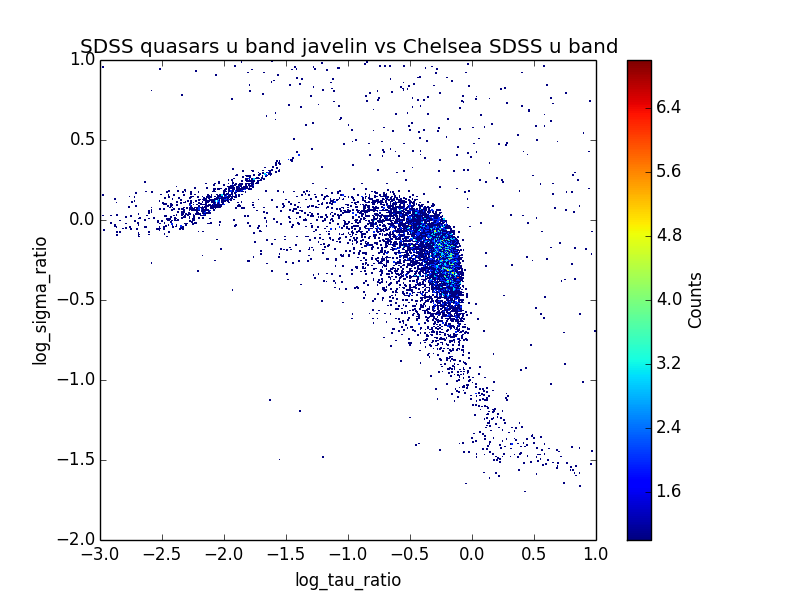 SDSS quasars u band javelin vs Chelsea SDSS u band
1.0
0.5
0.0
−0.5
−1.0
−1.5
−2.0
log_sigma_ratio
−3.0 −2.5 −2.0 −1.5 −1.0 −0.5 0.0 0.5 1.0
log_tau_ratio
6.4
5.6
4.8
4.0
3.2
2.4
1.6
Counts